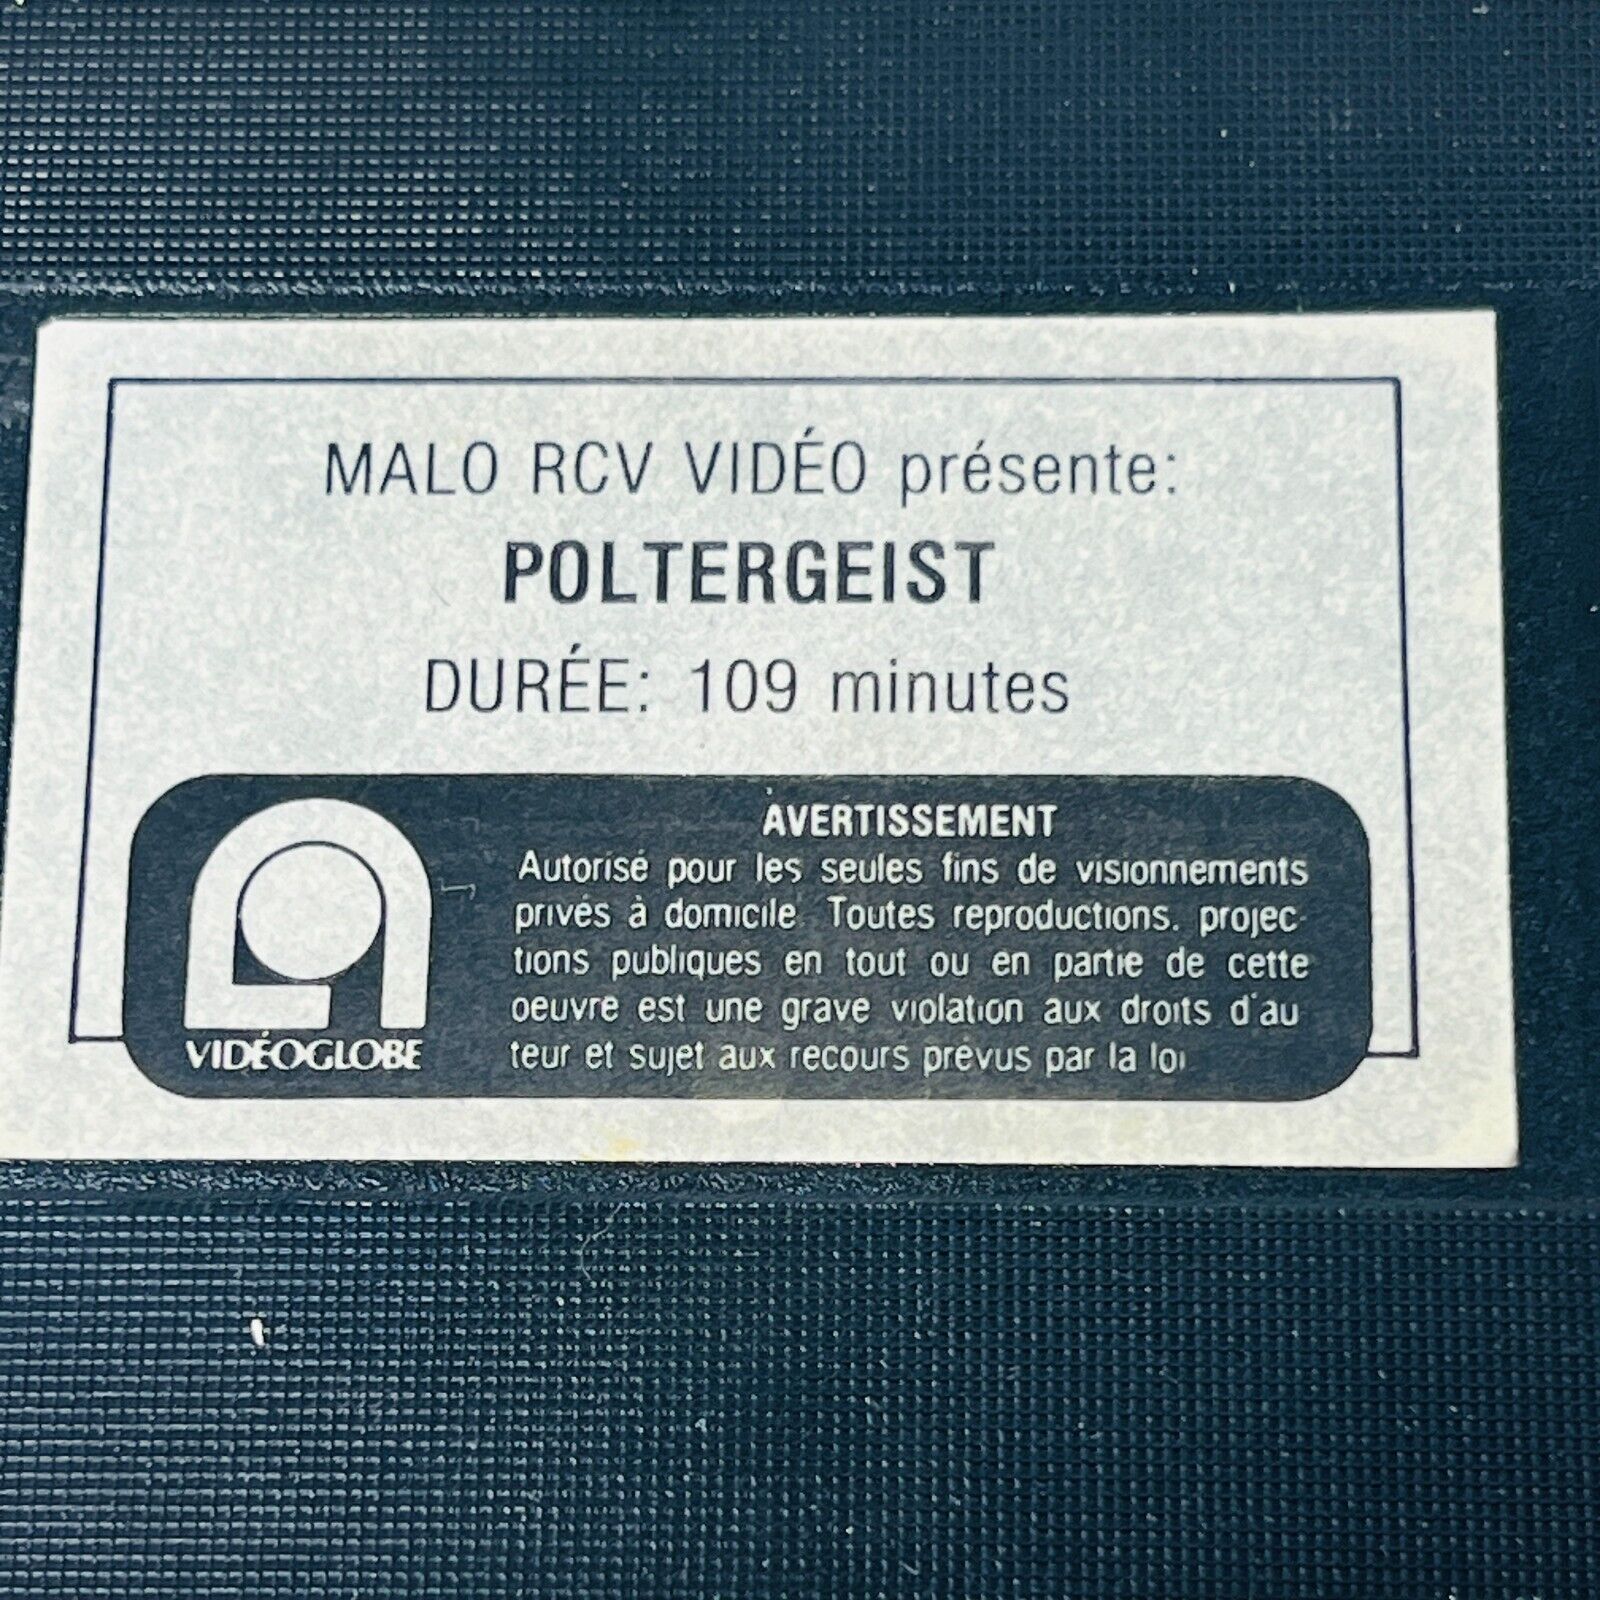 MALO RCV VIDÉO présente:
POLTERGEIST
DURÉE: 109 minutes
AVERTISSEMENT
Autorisé pour les seules fins de visionnements
privés à domicile. Toutes reproductions, projec-
tions publiques en tout ou en partie de cette
oeuvre est une grave violation aux droits d'au
teur et sujet aux recours prévus par la loi
VIDÉOGLOBE